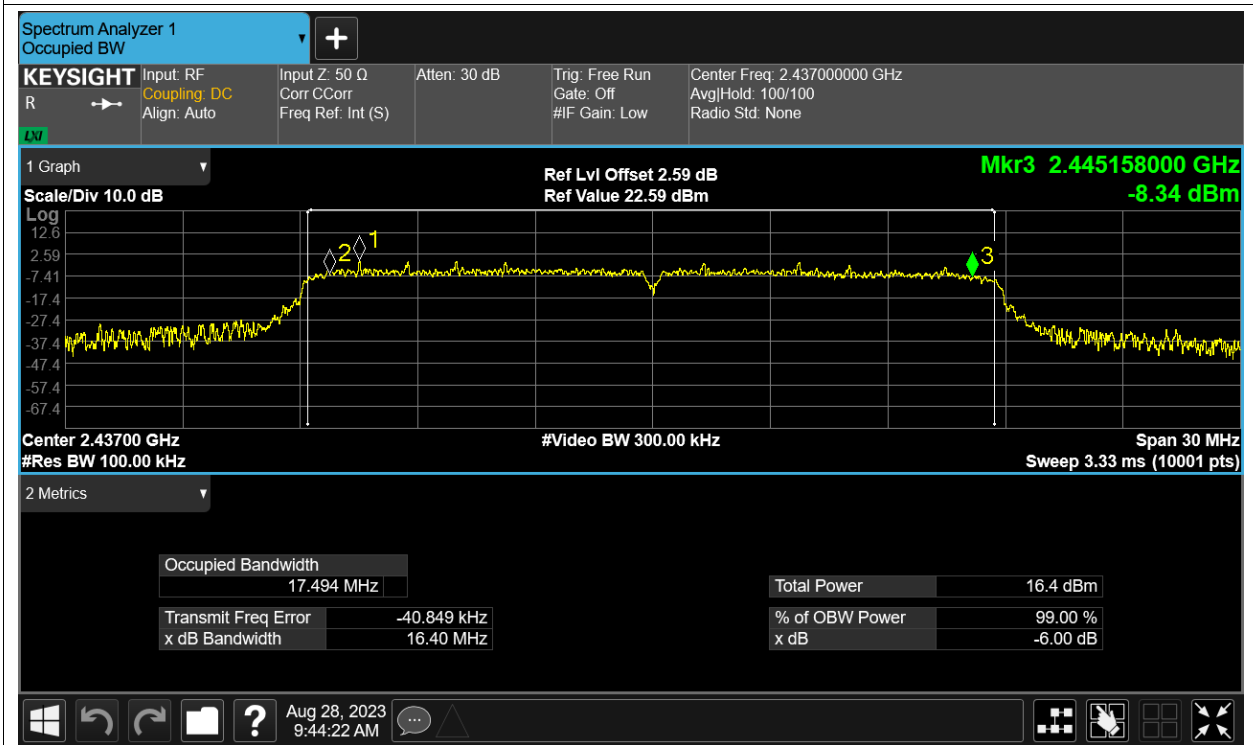 Spectrum Analyzer 1
Occupied BW
KEYSIGHT
R
LXI
Input: RF
Coupling: DC
Align: Auto
Input Z: 50 Ω
Corr CCorr
Freq Ref: Int (S)
Atten: 30 dB
Trig: Free Run
Gate: Off
#IF Gain: Low
Center Freq: 2.437000000 GHz
Avg|Hold: 100/100
Radio Std: None
1 Graph
Scale/Div 10.0 dB
Ref Lvl Offset 2.59 dB
Ref Value 22.59 dBm
Mkr3 2.445158000 GHz
-8.34 dBm
Log
12.6
2.59
-7.41
-17.4
-27.4
-37.4
-47.4
-57.4
-67.4
2
1
3
Center 2.43700 GHz
#Res BW 100.00 kHz
#Video BW 300.00 kHz
Span 30 MHz
Sweep 3.33 ms (10001 pts)
2 Metrics
Occupied Bandwidth
17.494 MHz
Transmit Freq Error -40.849 kHz
x dB Bandwidth 16.40 MHz
Total Power 16.4 dBm
% of OBW Power 99.00 %
x dB -6.00 dB
?
Aug 28, 2023
9:44:22 AM